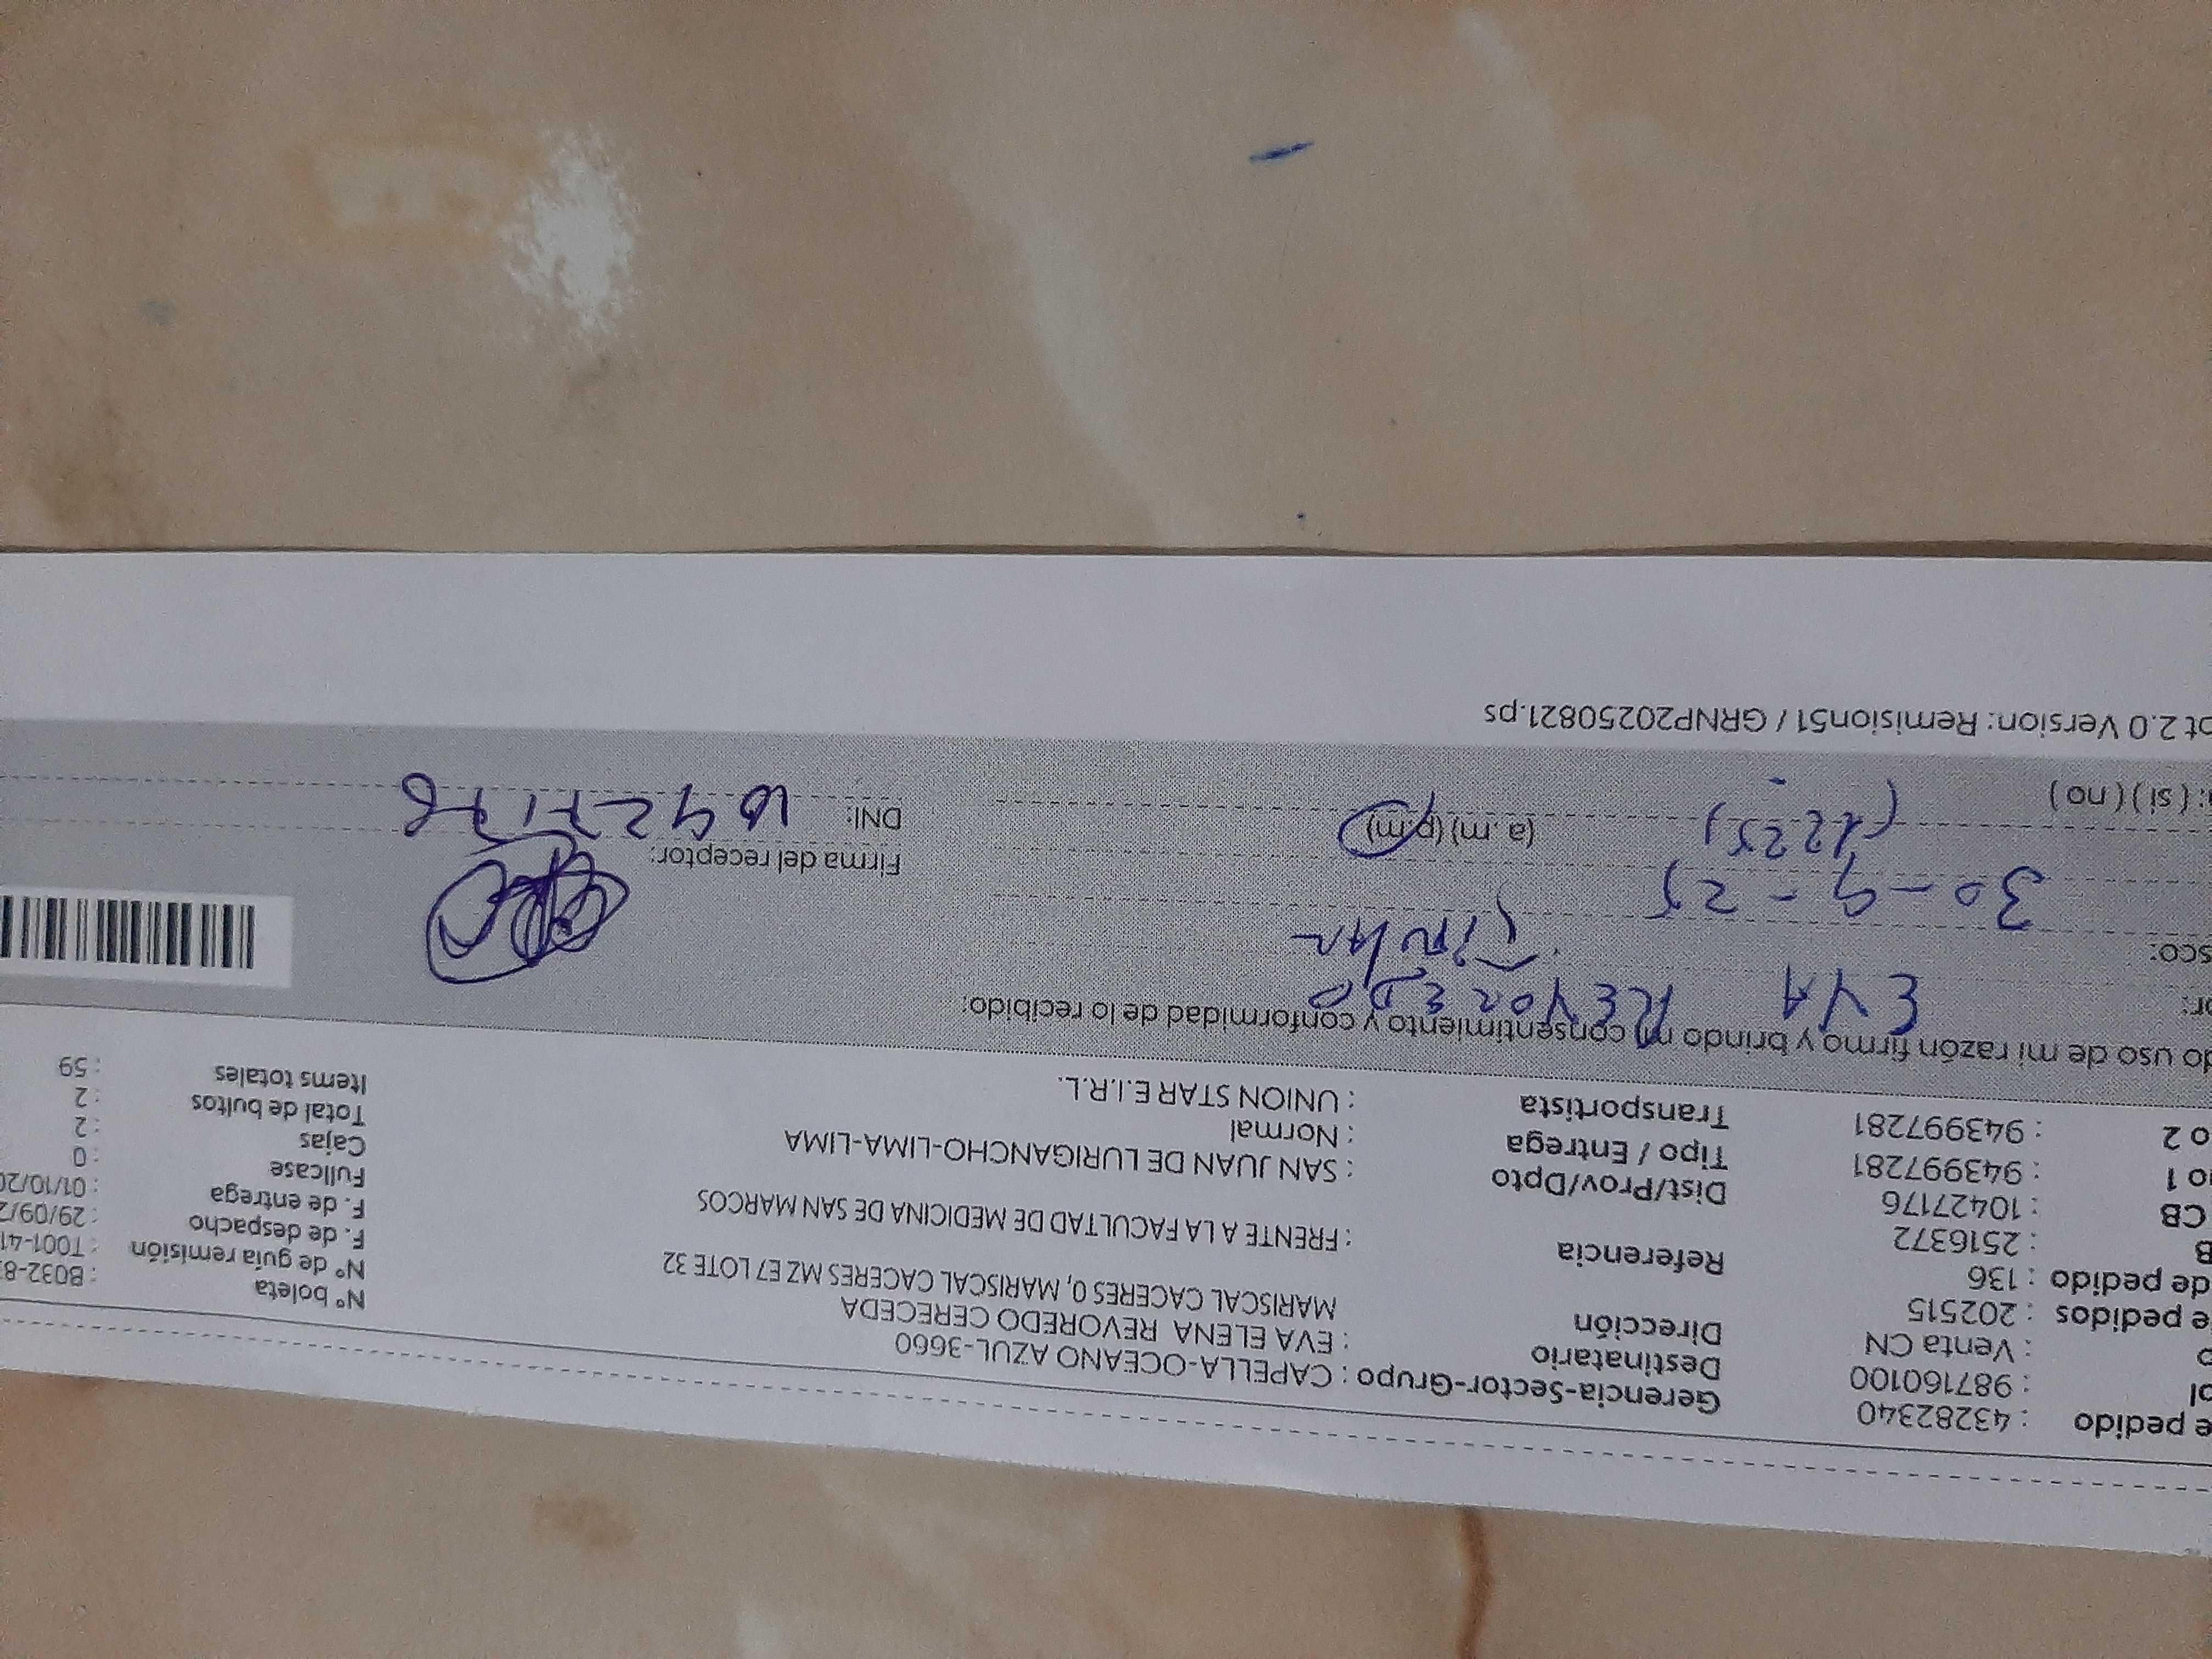 e pedido : 43282340 Gerencia-Sector-Grupo : CAPELLA-OCEANO AZUL-3660
ol : 987160100 Destinatario : EVA ELENA REVOREDO CERECEDA
o : Venta CN Dirección MARISCAL CACERES 0, MARISCAL CACERES MZ E7 LOTE 32
e pedidos : 202515
de pedido : 136 Referencia : FRENTE A LA FACULTAD DE MEDICINA DE SAN MARCOS
B : 2516372
CB : 10427176 Dist/Prov/Dpto : SAN JUAN DE LURIGANCHO-LIMA-LIMA
o 1 : 943997281 Tipo / Entrega : Normal
o 2 : 943997281 Transportista : UNION STAR E.I.R.L.
N° boleta : B032-8
N° de guía remisión : T001-41
F. de despacho : 29/09/2
F. de entrega : 01/10/20
Fullcase : 0
Cajas : 2
Total de bultos : 2
Items totales : 59
do uso de mi razón firmo y brindo mi consentimiento y conformidad de lo recibido:
or: EVA REVOREDO
sco:
30-9-25
Firma del receptor:
(1225) (a. m) (p.m)
DNI: 10427176
: ( si ) ( no )
pt 2.0 Version: Remision51 / GRNP20250821.ps